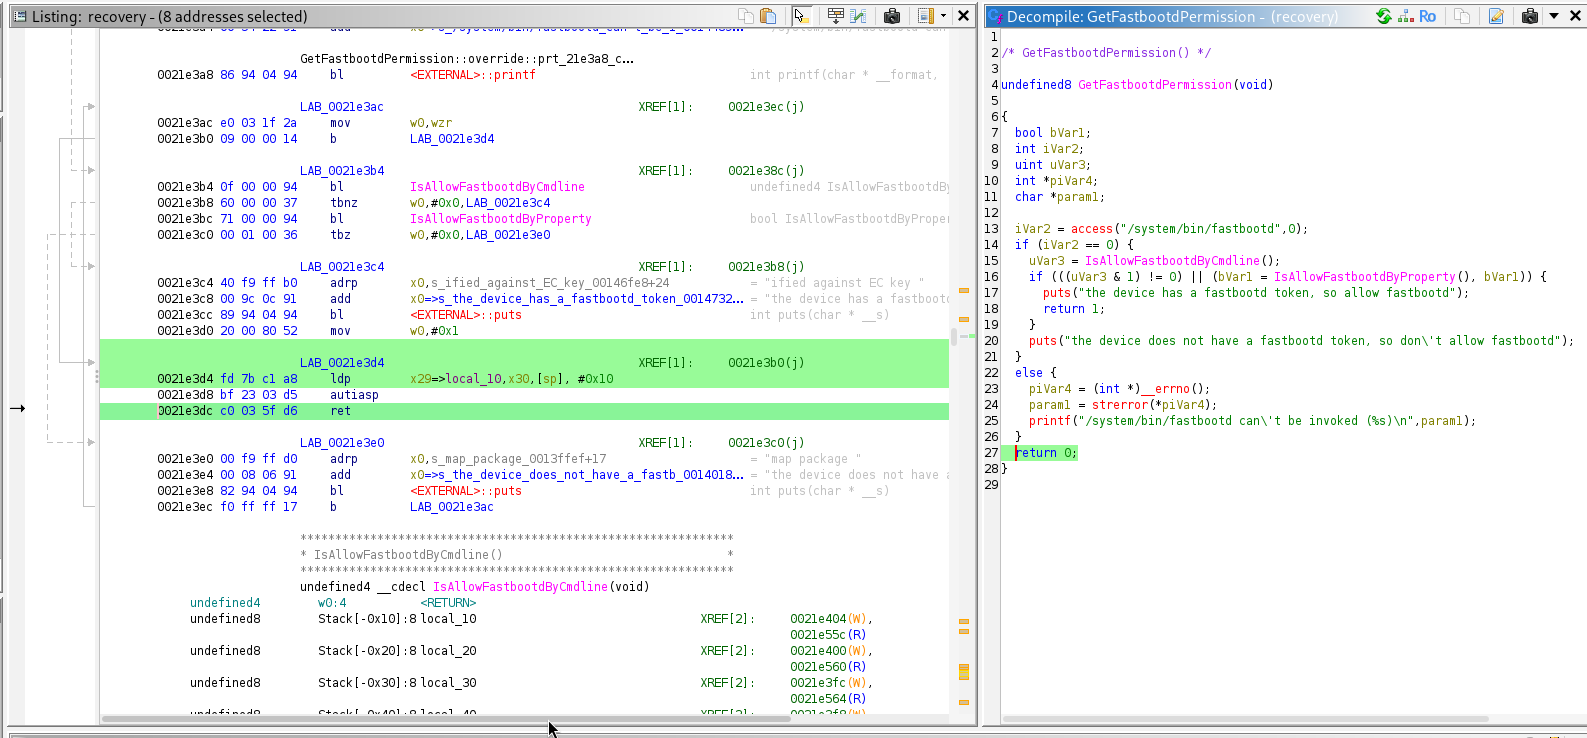 Listing: recovery - (8 addresses selected)
GetFastbootdPermission::override::prt_21e3a8_c...
0021e3a8 86 94 04 94 bl <EXTERNAL>::printf int printf(char * __format,
LAB_0021e3ac XREF[1]: 0021e3ec(j)
0021e3ac e0 03 1f 2a mov w0,wzr
0021e3b0 09 00 00 14 b LAB_0021e3d4
LAB_0021e3b4 XREF[1]: 0021e38c(j)
0021e3b4 0f 00 00 94 bl IsAllowFastbootdByCmdline undefined4 IsAllowFastbootdBy
0021e3b8 60 00 00 37 tbnz w0,#0x0,LAB_0021e3c4
0021e3bc 71 00 00 94 bl IsAllowFastbootdByProperty bool IsAllowFastbootdByProper
0021e3c0 00 01 00 36 tbz w0,#0x0,LAB_0021e3e0
LAB_0021e3c4 XREF[1]: 0021e3b8(j)
0021e3c4 40 f9 ff b0 adrp x0,s_ified_against_EC_key_00146fe8+24 = "ified against EC key "
0021e3c8 00 9c 0c 91 add x0=>s_the_device_has_a_fastbootd_token_0014732... = "the device has a fastbootd
0021e3cc 89 94 04 94 bl <EXTERNAL>::puts int puts(char * __s)
0021e3d0 20 00 80 52 mov w0,#0x1
LAB_0021e3d4 XREF[1]: 0021e3b0(j)
0021e3d4 fd 7b c1 a8 ldp x29=>local_10,x30,[sp], #0x10
0021e3d8 bf 23 03 d5 autiasp
0021e3dc c0 03 5f d6 ret
LAB_0021e3e0 XREF[1]: 0021e3c0(j)
0021e3e0 00 f9 ff d0 adrp x0,s_map_package_0013ffef+17 = "map package "
0021e3e4 00 08 06 91 add x0=>s_the_device_does_not_have_a_fastb_0014018... = "the device does not have a
0021e3e8 82 94 04 94 bl <EXTERNAL>::puts int puts(char * __s)
0021e3ec f0 ff ff 17 b LAB_0021e3ac
**************************************************************
* IsAllowFastbootdByCmdline() *
**************************************************************
undefined4 __cdecl IsAllowFastbootdByCmdline(void)
undefined4 w0:4 <RETURN>
undefined8 Stack[-0x10]:8 local_10 XREF[2]: 0021e404(W),
0021e55c(R)
undefined8 Stack[-0x20]:8 local_20 XREF[2]: 0021e400(W),
0021e560(R)
undefined8 Stack[-0x30]:8 local_30 XREF[2]: 0021e3fc(W),
0021e564(R)
Decompile: GetFastbootdPermission - (recovery)
Ro
1
2 /* GetFastbootdPermission() */
3
4 undefined8 GetFastbootdPermission(void)
5
6 {
7 bool bVar1;
8 int iVar2;
9 uint uVar3;
10 int *piVar4;
11 char *param1;
12
13 iVar2 = access("/system/bin/fastbootd",0);
14 if (iVar2 == 0) {
15 uVar3 = IsAllowFastbootdByCmdline();
16 if (((uVar3 & 1) != 0) || (bVar1 = IsAllowFastbootdByProperty(), bVar1)) {
17 puts("the device has a fastbootd token, so allow fastbootd");
18 return 1;
19 }
20 puts("the device does not have a fastbootd token, so don\'t allow fastbootd");
21 }
22 else {
23 piVar4 = (int *)__errno();
24 param1 = strerror(*piVar4);
25 printf("/system/bin/fastbootd can\'t be invoked (%s)\n",param1);
26 }
27 return 0;
28 }
29